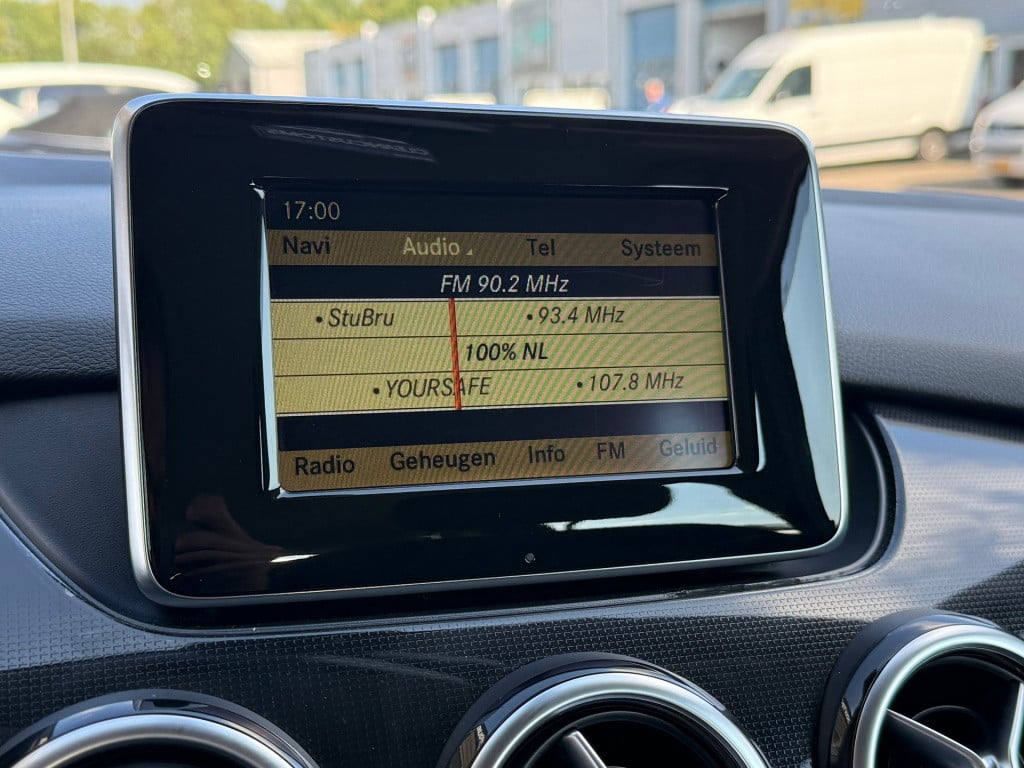 17:00
Navi Audio Tel Systeem
FM 90.2 MHz
•StuBru •93.4 MHz
100% NL
•YOURSAFE •107.8 MHz
Radio Geheugen Info FM Geluid